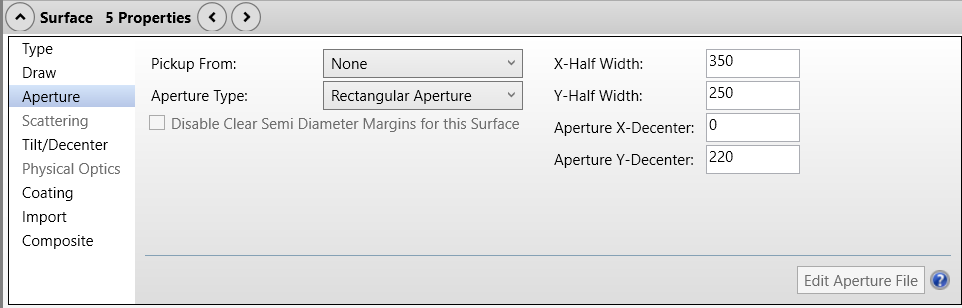 Surface 5 Properties
Type
Draw
Aperture
Scattering
Tilt/Decenter
Physical Optics
Coating
Import
Composite
Pickup From: None
Aperture Type: Rectangular Aperture
Disable Clear Semi Diameter Margins for this Surface
X-Half Width: 350
Y-Half Width: 250
Aperture X-Decenter: 0
Aperture Y-Decenter: 220
Edit Aperture File ?